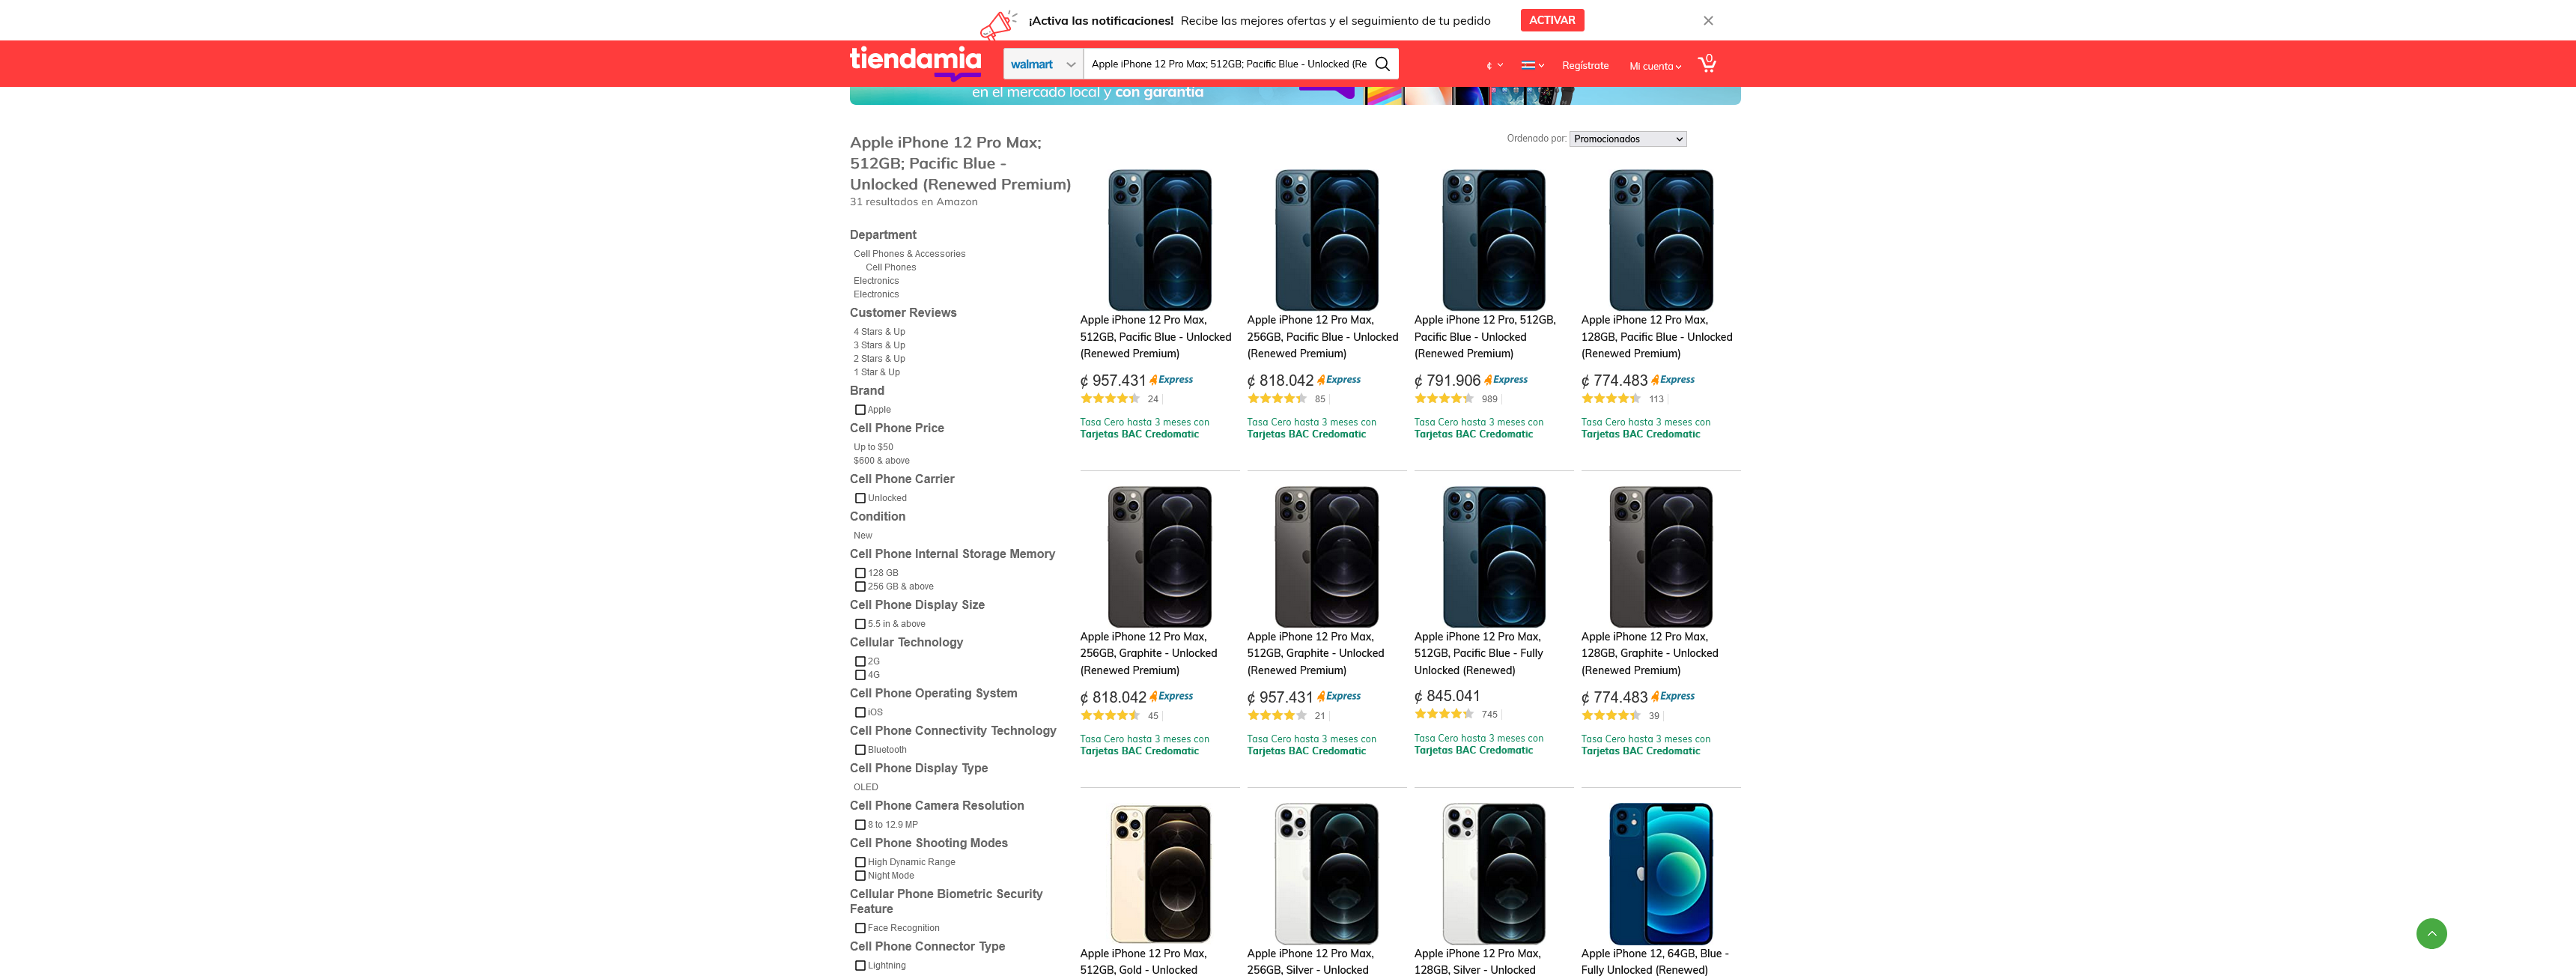 ¡Activa las notificaciones! Recibe las mejores ofertas y el seguimiento de tu pedido ACTIVAR
tiendamia
walmart
Apple iPhone 12 Pro Max; 512GB; Pacific Blue - Unlocked (Re
¢
Regístrate
Mi cuenta
0
en el mercado local y con garantía
Apple iPhone 12 Pro Max;
512GB; Pacific Blue -
Unlocked (Renewed Premium)
31 resultados en Amazon
Ordenado por: Promocionados
Department
Cell Phones & Accessories
Cell Phones
Electronics
Electronics
Customer Reviews
4 Stars & Up
3 Stars & Up
2 Stars & Up
1 Star & Up
Brand
Apple
Cell Phone Price
Up to $50
$600 & above
Cell Phone Carrier
Unlocked
Condition
New
Cell Phone Internal Storage Memory
128 GB
256 GB & above
Cell Phone Display Size
5.5 in & above
Cellular Technology
2G
4G
Cell Phone Operating System
iOS
Cell Phone Connectivity Technology
Bluetooth
Cell Phone Display Type
OLED
Cell Phone Camera Resolution
8 to 12.9 MP
Cell Phone Shooting Modes
High Dynamic Range
Night Mode
Cellular Phone Biometric Security
Feature
Face Recognition
Cell Phone Connector Type
Lightning
Apple iPhone 12 Pro Max,
512GB, Pacific Blue - Unlocked
(Renewed Premium)
¢ 957.431 Express
24
Tasa Cero hasta 3 meses con
Tarjetas BAC Credomatic
Apple iPhone 12 Pro Max,
256GB, Pacific Blue - Unlocked
(Renewed Premium)
¢ 818.042 Express
85
Tasa Cero hasta 3 meses con
Tarjetas BAC Credomatic
Apple iPhone 12 Pro, 512GB,
Pacific Blue - Unlocked
(Renewed Premium)
¢ 791.906 Express
989
Tasa Cero hasta 3 meses con
Tarjetas BAC Credomatic
Apple iPhone 12 Pro Max,
128GB, Pacific Blue - Unlocked
(Renewed Premium)
¢ 774.483 Express
113
Tasa Cero hasta 3 meses con
Tarjetas BAC Credomatic
Apple iPhone 12 Pro Max,
256GB, Graphite - Unlocked
(Renewed Premium)
¢ 818.042 Express
45
Tasa Cero hasta 3 meses con
Tarjetas BAC Credomatic
Apple iPhone 12 Pro Max,
512GB, Graphite - Unlocked
(Renewed Premium)
¢ 957.431 Express
21
Tasa Cero hasta 3 meses con
Tarjetas BAC Credomatic
Apple iPhone 12 Pro Max,
512GB, Pacific Blue - Fully
Unlocked (Renewed)
¢ 845.041
745
Tasa Cero hasta 3 meses con
Tarjetas BAC Credomatic
Apple iPhone 12 Pro Max,
128GB, Graphite - Unlocked
(Renewed Premium)
¢ 774.483 Express
39
Tasa Cero hasta 3 meses con
Tarjetas BAC Credomatic
Apple iPhone 12 Pro Max,
512GB, Gold - Unlocked
Apple iPhone 12 Pro Max,
256GB, Silver - Unlocked
Apple iPhone 12 Pro Max,
128GB, Silver - Unlocked
Apple iPhone 12, 64GB, Blue -
Fully Unlocked (Renewed)